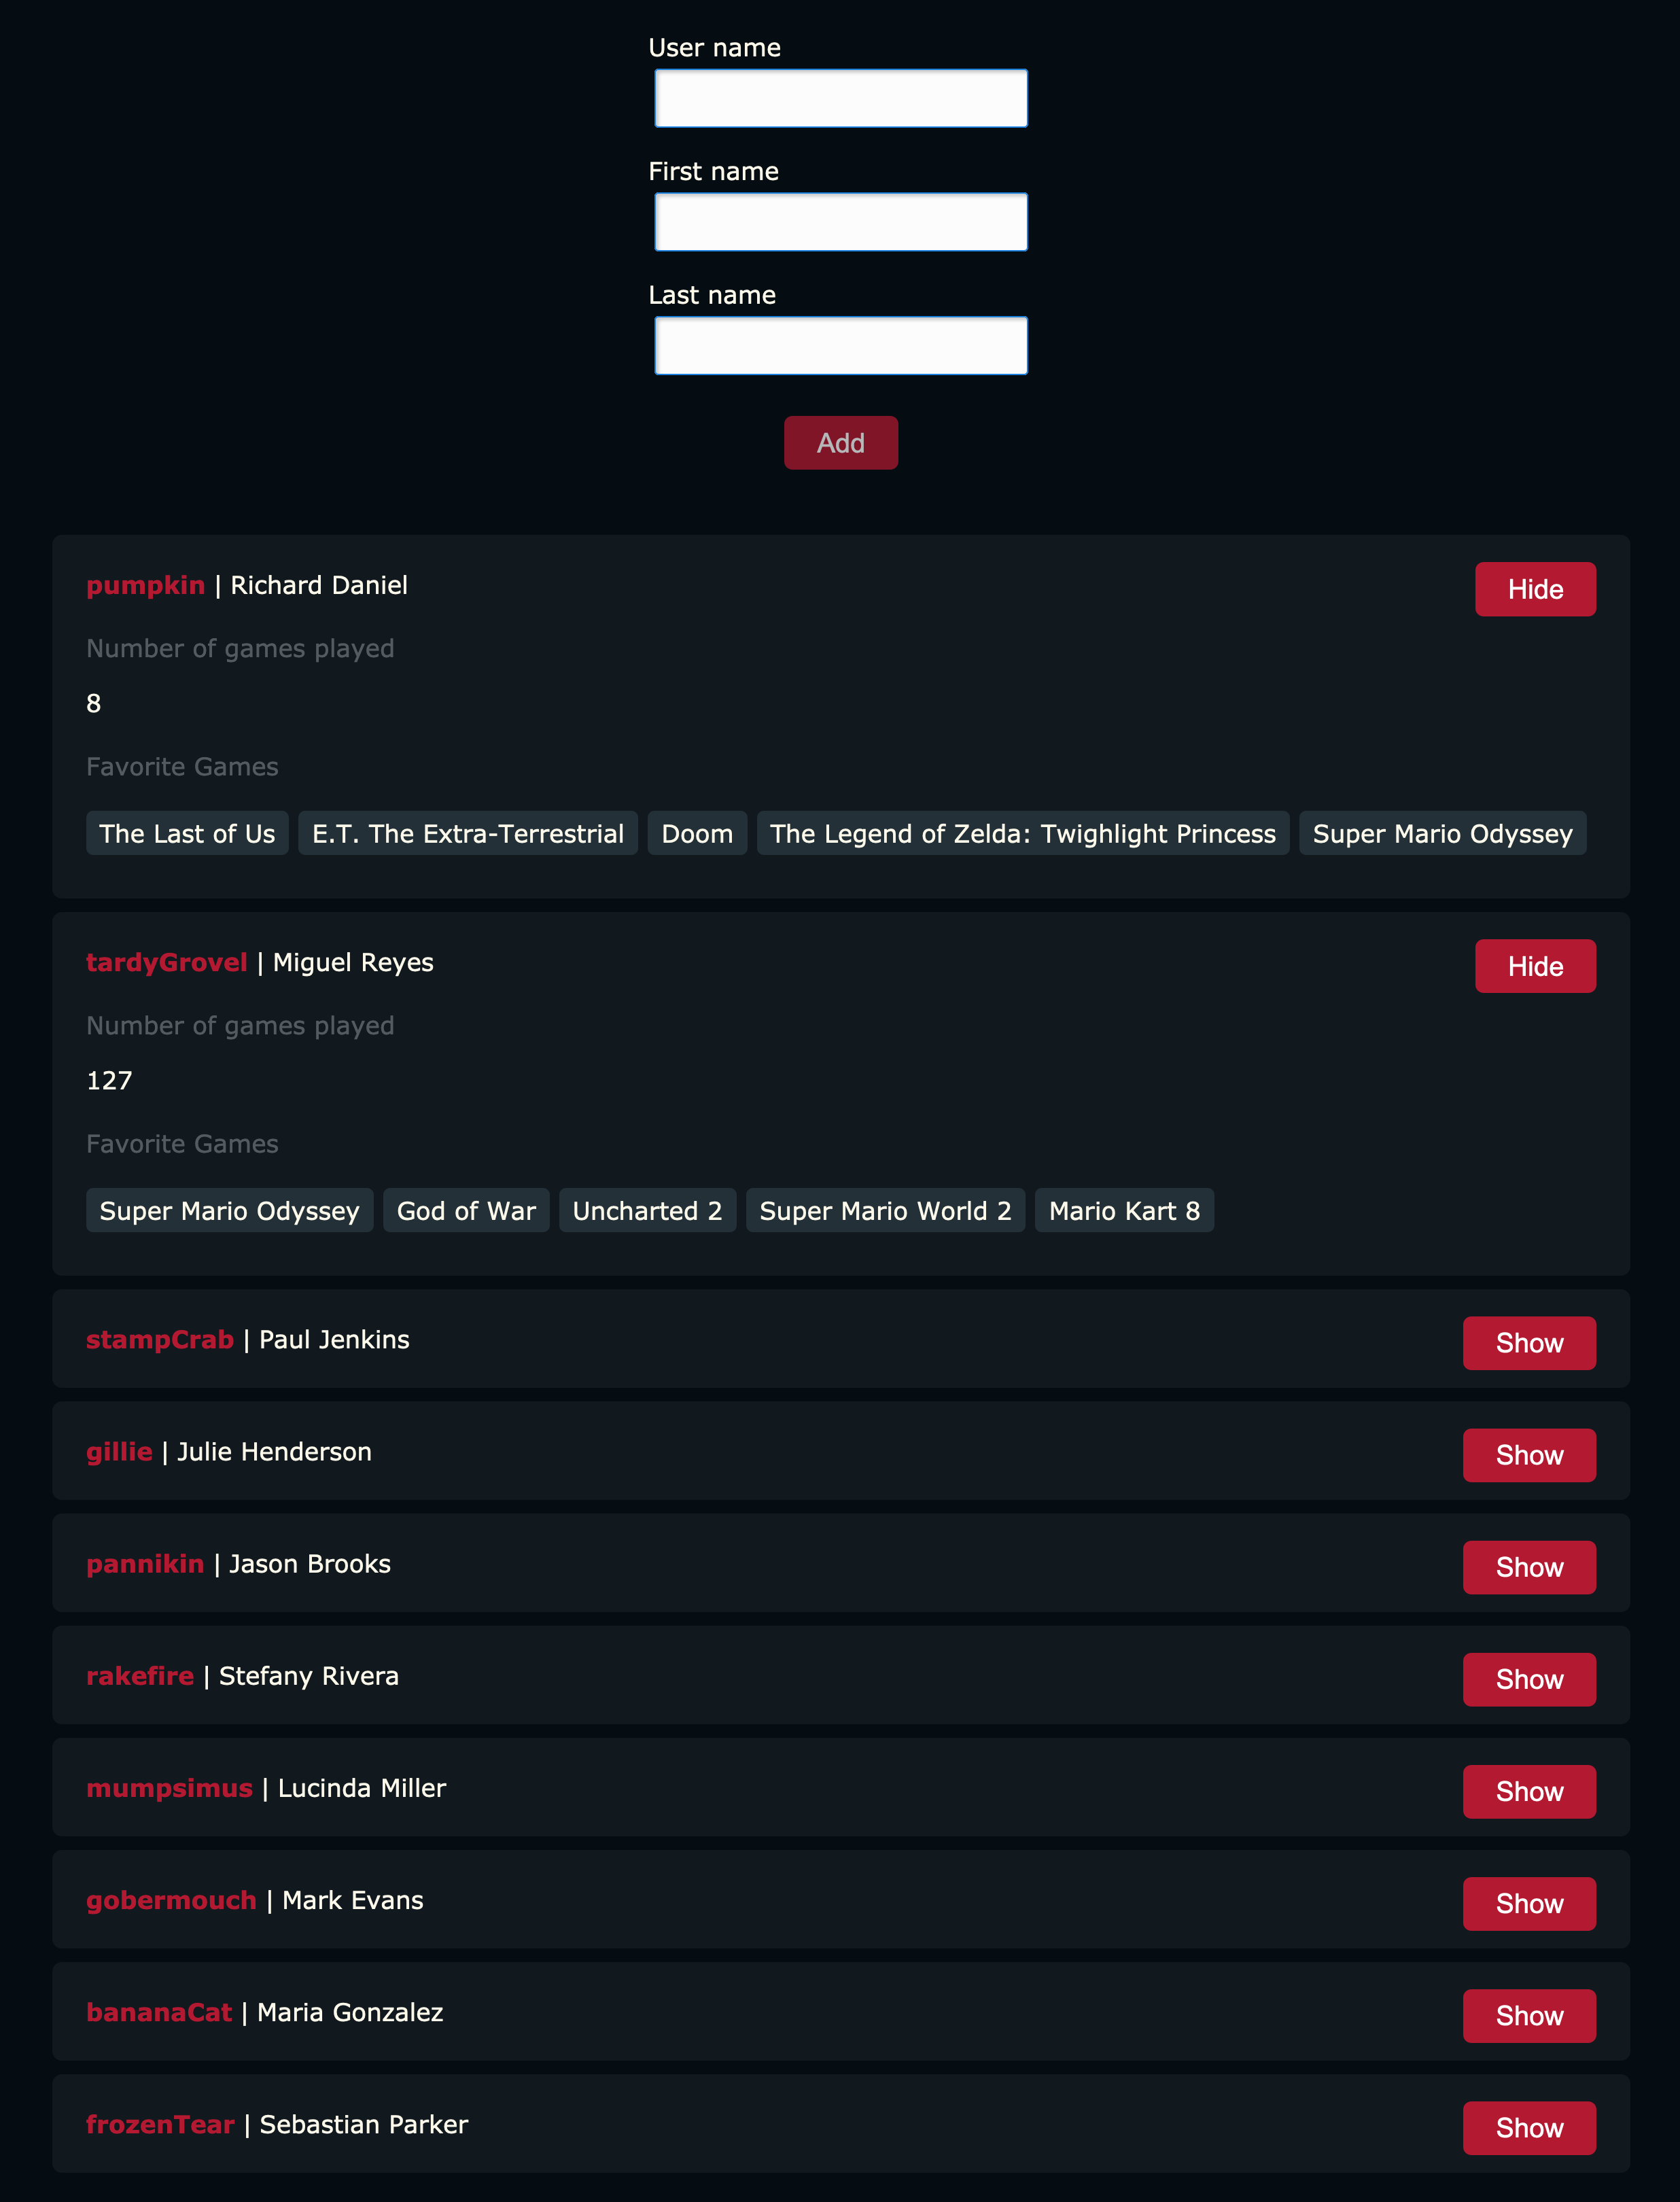 User name
First name
Last name
Add
pumpkin | Richard Daniel
Hide
Number of games played
8
Favorite Games
The Last of Us E.T. The Extra-Terrestrial Doom The Legend of Zelda: Twighlight Princess Super Mario Odyssey
tardyGrovel | Miguel Reyes
Hide
Number of games played
127
Favorite Games
Super Mario Odyssey God of War Uncharted 2 Super Mario World 2 Mario Kart 8
stampCrab | Paul Jenkins
Show
gillie | Julie Henderson
Show
pannikin | Jason Brooks
Show
rakefire | Stefany Rivera
Show
mumpsimus | Lucinda Miller
Show
gobermouch | Mark Evans
Show
bananaCat | Maria Gonzalez
Show
frozenTear | Sebastian Parker
Show